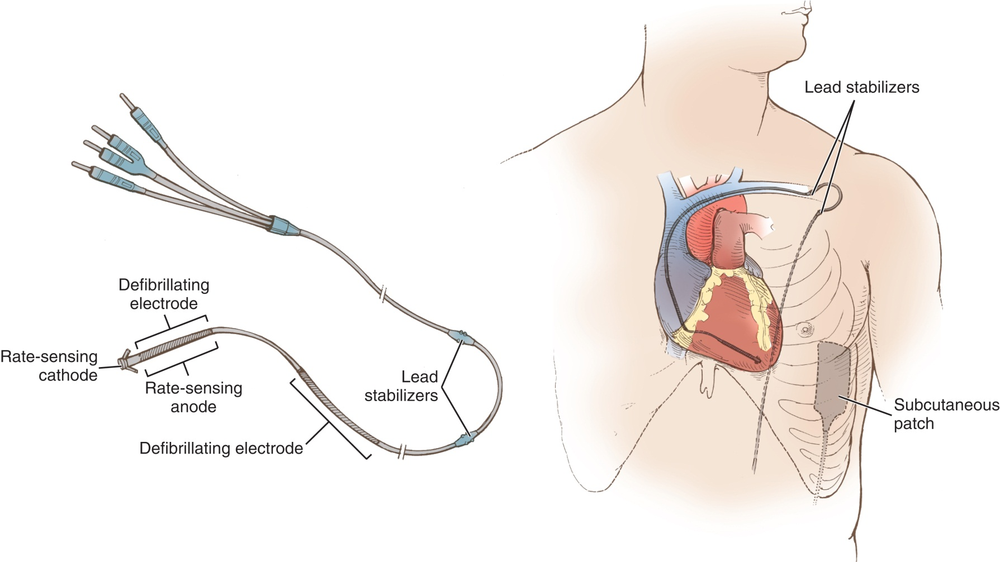 Defibrillating
electrode
Rate-sensing
cathode
Rate-sensing
anode
Defibrillating electrode
Lead
stabilizers
Lead stabilizers
Subcutaneous
patch